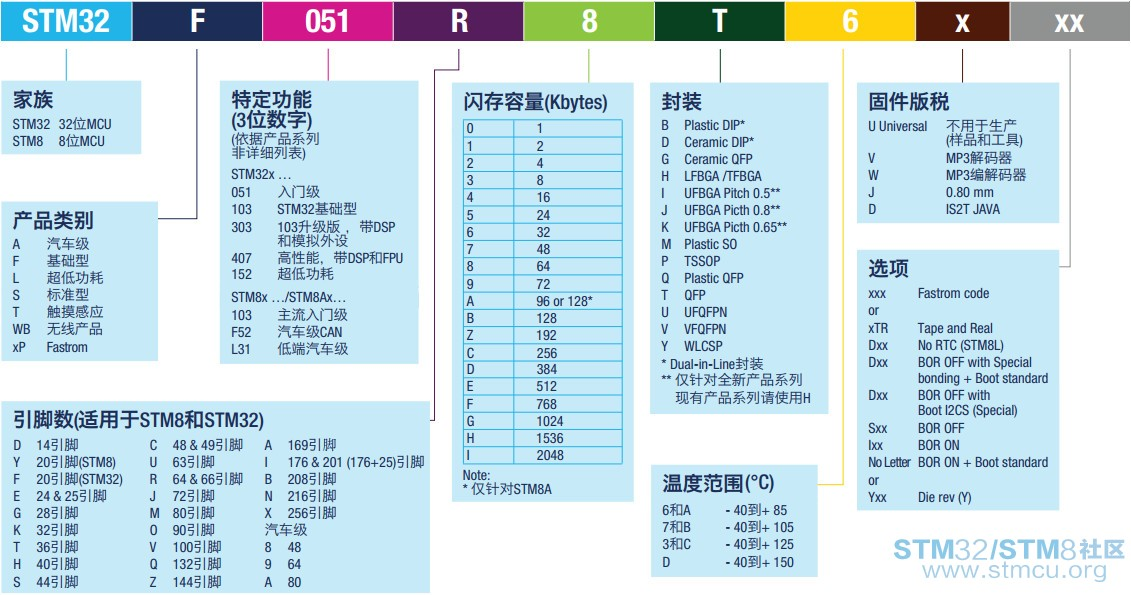 STM32 F 051 R 8 T 6 x xx
家族
STM32 32位MCU
STM8 8位MCU
产品类别
A 汽车级
F 基础型
L 超低功耗
S 标准型
T 触摸感应
WB 无线产品
xP Fastrom
特定功能
(3位数字)
(依据产品系列
非详细列表)
STM32x ...
051 入门级
103 STM32基础型
303 103升级版，带DSP
和模拟外设
407 高性能，带DSP和FPU
152 超低功耗
STM8x .../STM8Ax...
103 主流入门级
F52 汽车级CAN
L31 低端汽车级
引脚数(适用于STM8和STM32)
D 14引脚 C 48 & 49引脚 A 169引脚
Y 20引脚(STM8) U 63引脚 I 176 & 201 (176+25)引脚
F 20引脚(STM32) R 64 & 66引脚 B 208引脚
E 24 & 25引脚 J 72引脚 N 216引脚
G 28引脚 M 80引脚 X 256引脚
K 32引脚 O 90引脚 汽车级
T 36引脚 V 100引脚 8 48
H 40引脚 Q 132引脚 9 64
S 44引脚 Z 144引脚 A 80
闪存容量(Kbytes)
0 1
1 2
2 4
3 8
4 16
5 24
6 32
7 48
8 64
9 72
A 96 or 128*
B 128
Z 192
C 256
D 384
E 512
F 768
G 1024
H 1536
I 2048
Note:
* 仅针对STM8A
封装
B Plastic DIP*
D Ceramic DIP*
G Ceramic QFP
H LFBGA /TFBGA
I UFBGA Pitch 0.5**
J UFBGA Picth 0.8**
K UFBGA Picth 0.65**
M Plastic SO
P TSSOP
Q Plastic QFP
T QFP
U UFQFPN
V VFQFPN
Y WLCSP
* Dual-in-Line封装
** 仅针对全新产品系列
现有产品系列请使用H
温度范围(°C)
6和A - 40到+ 85
7和B - 40到+ 105
3和C - 40到+ 125
D - 40到+ 150
固件版税
U Universal 不用于生产
(样品和工具)
V MP3解码器
W MP3编解码器
J 0.80 mm
D IS2T JAVA
选项
xxx Fastrom code
or
xTR Tape and Real
Dxx No RTC (STM8L)
Dxx BOR OFF with Special
bonding + Boot standard
Dxx BOR OFF with
Boot I2CS (Special)
Sxx BOR OFF
Ixx BOR ON
No Letter BOR ON + Boot standard
or
Yxx Die rev (Y)
STM32/STM8社区
www.stmcu.org